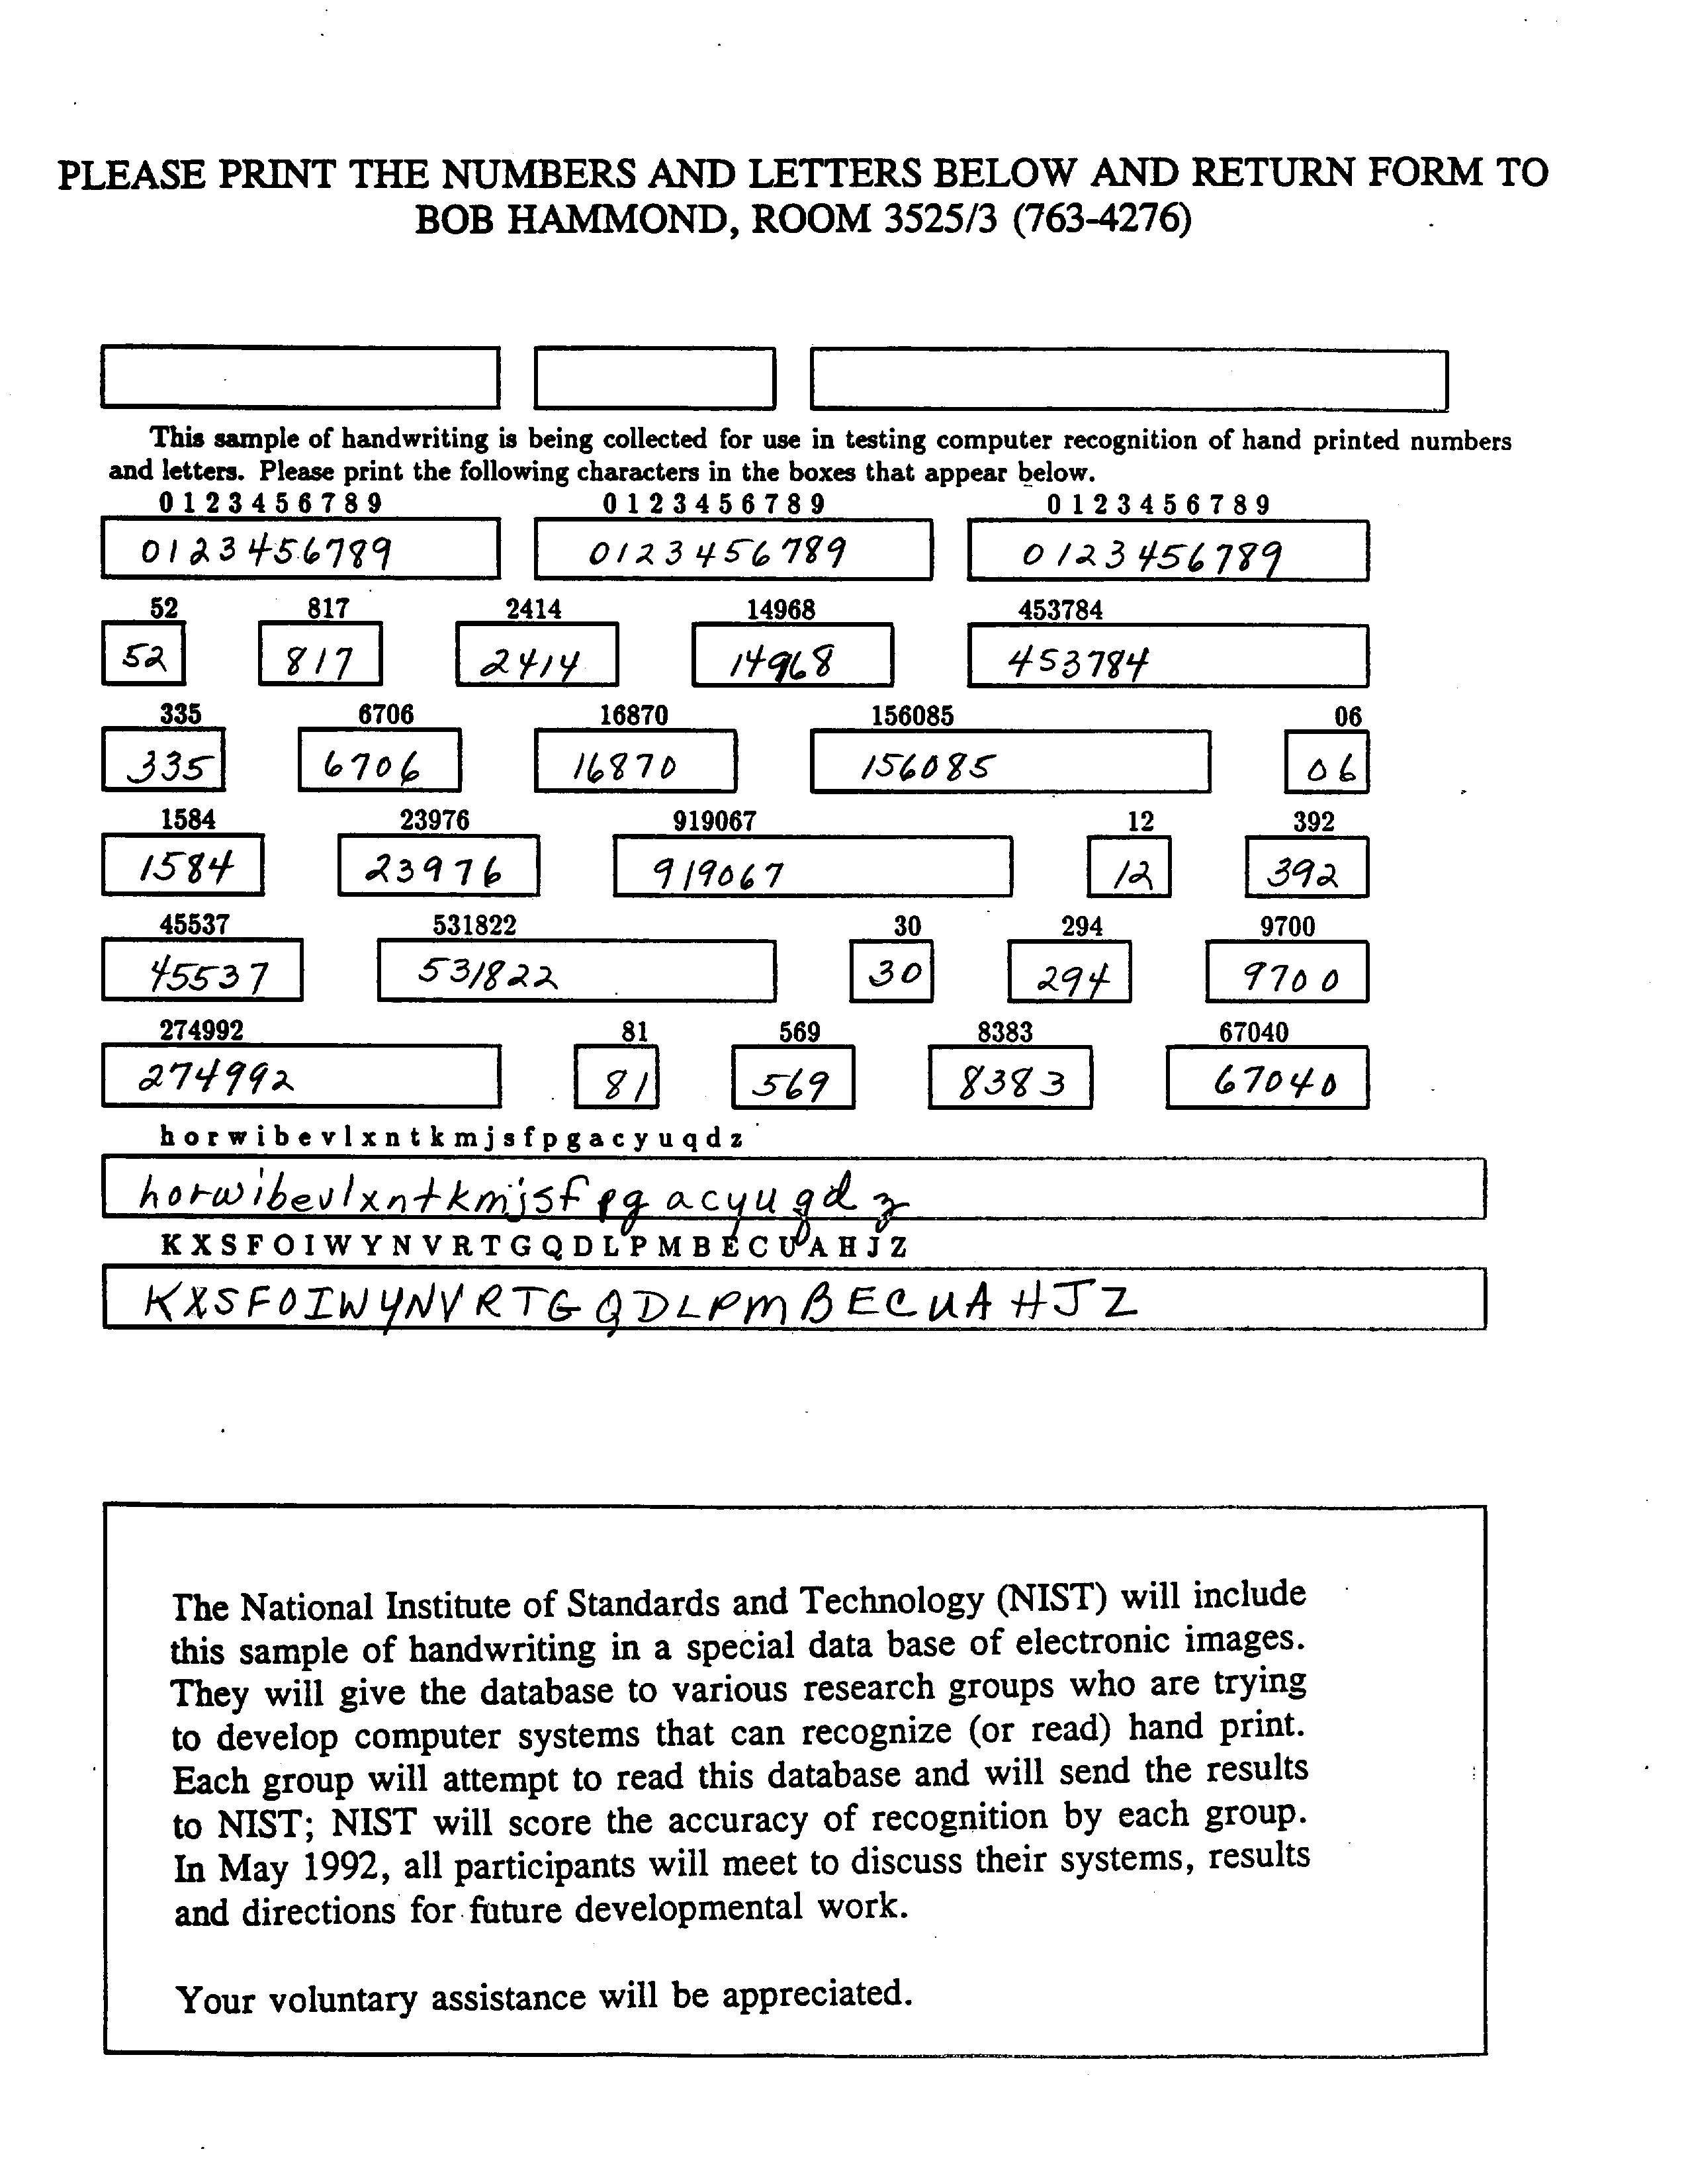 PLEASE PRINT THE NUMBERS AND LETTERS BELOW AND RETURN FORM TO
BOB HAMMOND, ROOM 3525/3 (763-4276)
This sample of handwriting is being collected for use in testing computer recognition of hand printed numbers
and letters. Please print the following characters in the boxes that appear below.
0 1 2 3 4 5 6 7 8 9 0 1 2 3 4 5 6 7 8 9 0 1 2 3 4 5 6 7 8 9
0123456789 0123456789 0123456789
52 817 2414 14968 453784
52 817 2414 14968 453784
335 6706 16870 156085 06
335 6706 16870 156085 06
1584 23976 919067 12 392
1584 23976 919067 12 392
45537 531822 30 294 9700
45537 531822 30 294 9700
274992 81 569 8383 67040
274992 81 569 8383 67040
h o r w i b e v l x n t k m j s f p g a c y u q d z
horwibevlxntkmjsfpgacyuqdz
K X S F O I W Y N V R T G Q D L P M B E C U A H J Z
KXSFOIWYNVRTGQDLPMBECUAHJZ
The National Institute of Standards and Technology (NIST) will include
this sample of handwriting in a special data base of electronic images.
They will give the database to various research groups who are trying
to develop computer systems that can recognize (or read) hand print.
Each group will attempt to read this database and will send the results
to NIST; NIST will score the accuracy of recognition by each group.
In May 1992, all participants will meet to discuss their systems, results
and directions for future developmental work.
Your voluntary assistance will be appreciated.